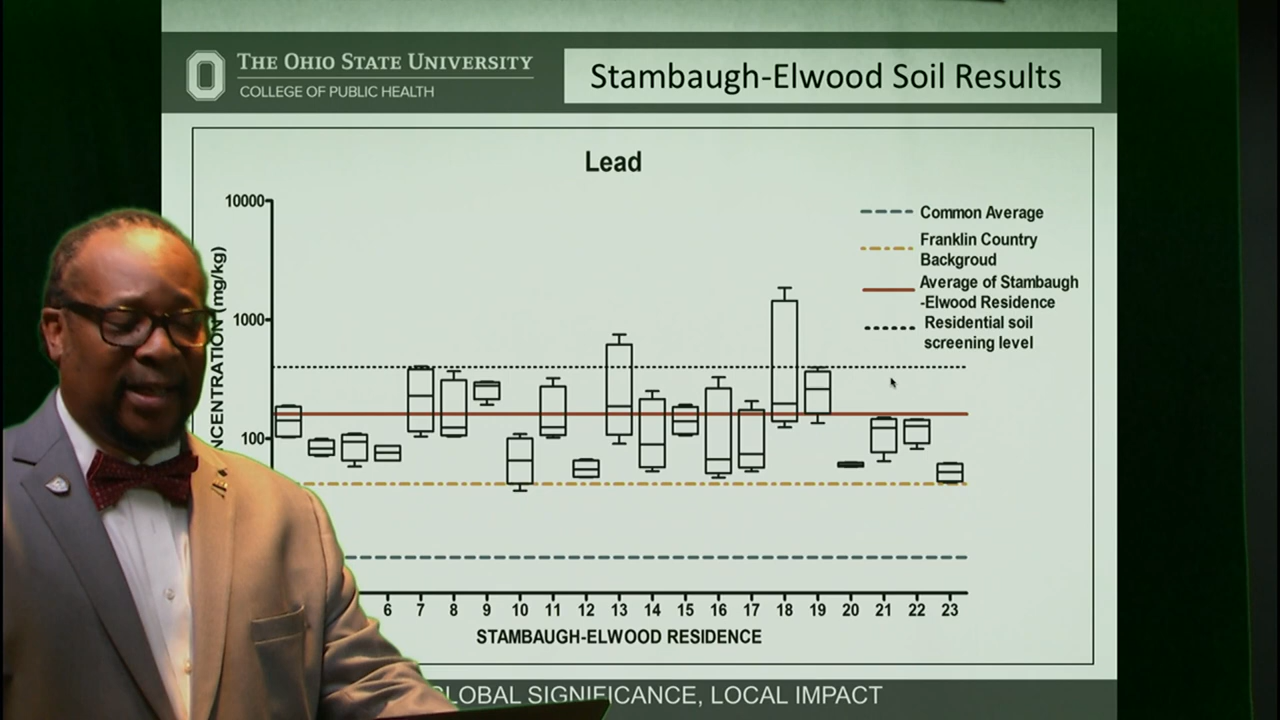 THE OHIO STATE UNIVERSITY
COLLEGE OF PUBLIC HEALTH
Stambaugh-Elwood Soil Results
Lead
10000
1000
100
NCENTRATION (mg/kg)
Common Average
Franklin Country
Backgroud
Average of Stambaugh
-Elwood Residence
Residential soil
screening level
6 7 8 9 10 11 12 13 14 15 16 17 18 19 20 21 22 23
STAMBAUGH-ELWOOD RESIDENCE
GLOBAL SIGNIFICANCE, LOCAL IMPACT